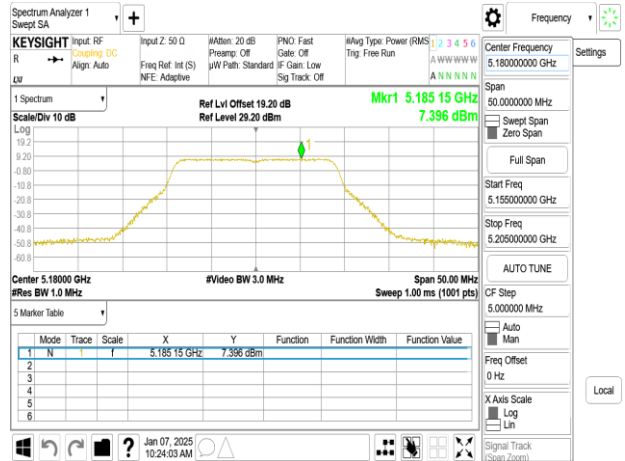 Spectrum Analyzer 1
Swept SA
+
Frequency
KEYSIGHT
R
Input: RF
Coupling: DC
Align: Auto
Input Z: 50 Ω
Freq Ref: Int (S)
NFE: Adaptive
#Atten: 20 dB
Preamp: Off
µW Path: Standard
PNO: Fast
Gate: Off
IF Gain: Low
Sig Track: Off
#Avg Type: Power (RMS
Trig: Free Run
1 2 3 4 5 6
A W W W W W
A N N N N N
1 Spectrum
Scale/Div 10 dB
Log
Ref Lvl Offset 19.20 dB
Ref Level 29.20 dBm
Mkr1 5.185 15 GHz
7.396 dBm
1
19.2
9.20
-0.80
-10.8
-20.8
-30.8
-40.8
-50.8
-60.8
Center 5.18000 GHz
#Video BW 3.0 MHz
Span 50.00 MHz
#Res BW 1.0 MHz
Sweep 1.00 ms (1001 pts)
5 Marker Table
Mode Trace Scale X Y Function Function Width Function Value
1 N 1 f 5.185 15 GHz 7.396 dBm
2
3
4
5
6
Center Frequency
5.180000000 GHz
Settings
Span
50.0000000 MHz
Swept Span
Zero Span
Full Span
Start Freq
5.155000000 GHz
Stop Freq
5.205000000 GHz
AUTO TUNE
CF Step
5.000000 MHz
Auto
Man
Freq Offset
0 Hz
X Axis Scale
Log
Lin
Local
Signal Track
(Span Zoom)
?
Jan 07, 2025
10:24:03 AM